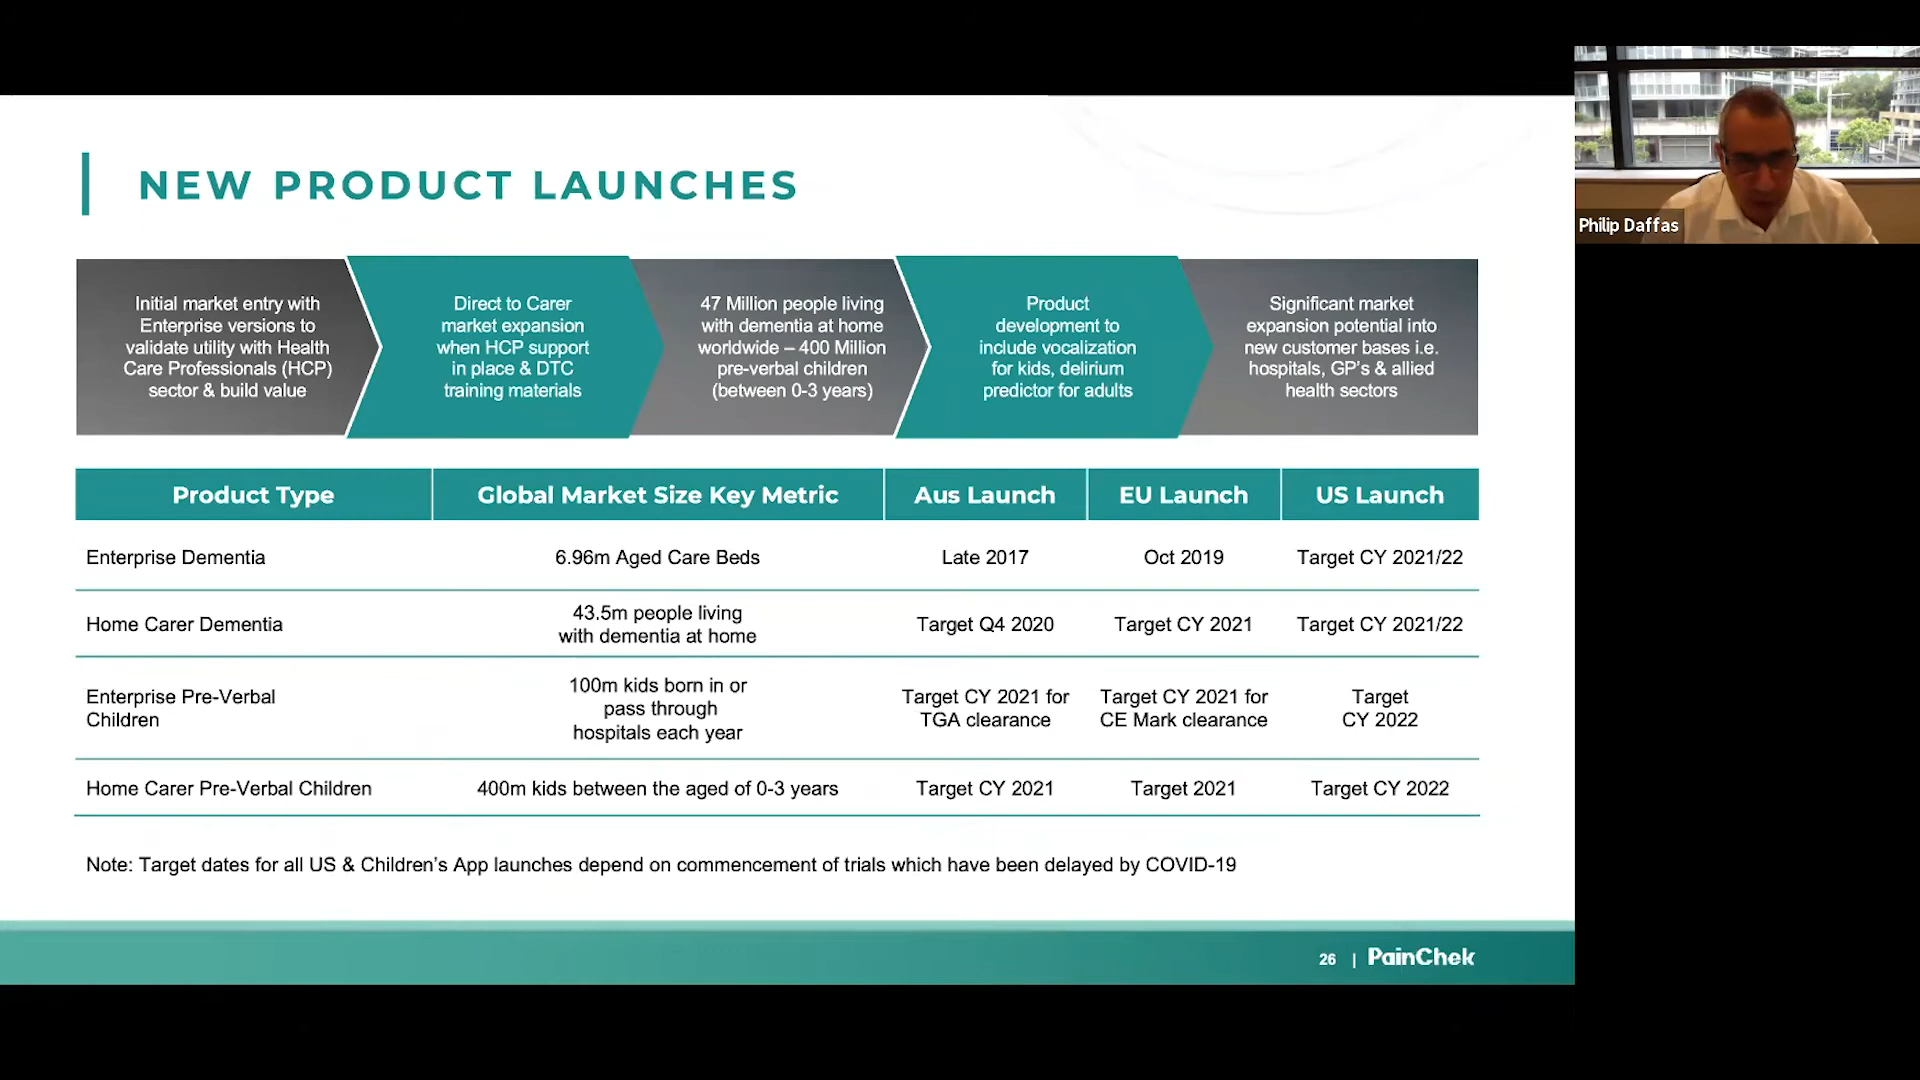 Philip Daffas
NEW PRODUCT LAUNCHES
Initial market entry with
Enterprise versions to
validate utility with Health
Care Professionals (HCP)
sector & build value
Direct to Carer
market expansion
when HCP support
in place & DTC
training materials
47 Million people living
with dementia at home
worldwide – 400 Million
pre-verbal children
(between 0-3 years)
Product
development to
include vocalization
for kids, delirium
predictor for adults
Significant market
expansion potential into
new customer bases i.e.
hospitals, GP's & allied
health sectors
Product Type Global Market Size Key Metric Aus Launch EU Launch US Launch
Enterprise Dementia 6.96m Aged Care Beds Late 2017 Oct 2019 Target CY 2021/22
Home Carer Dementia
43.5m people living
with dementia at home
Target Q4 2020 Target CY 2021 Target CY 2021/22
Enterprise Pre-Verbal
Children
100m kids born in or
pass through
hospitals each year
Target CY 2021 for
TGA clearance
Target CY 2021 for
CE Mark clearance
Target
CY 2022
Home Carer Pre-Verbal Children 400m kids between the aged of 0-3 years Target CY 2021 Target 2021 Target CY 2022
Note: Target dates for all US & Children's App launches depend on commencement of trials which have been delayed by COVID-19
26 | PainChek